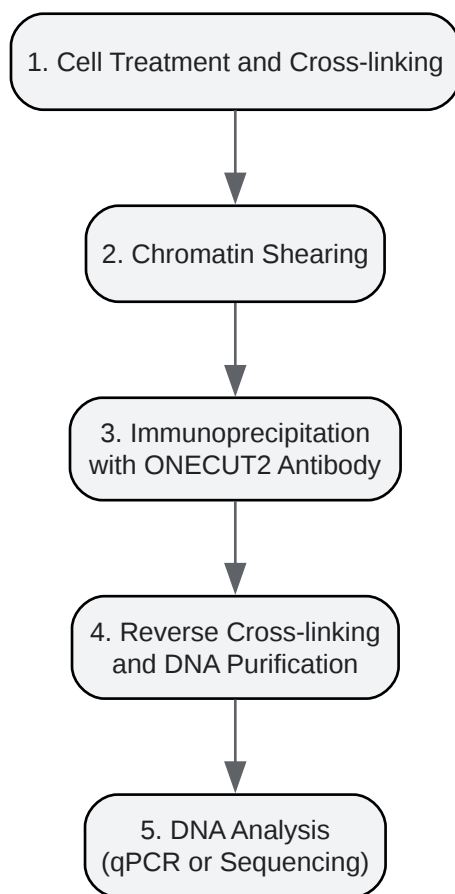 1. Cell Treatment and Cross-linking
2. Chromatin Shearing
3. Immunoprecipitation
with ONECUT2 Antibody
4. Reverse Cross-linking
and DNA Purification
5. DNA Analysis
(qPCR or Sequencing)